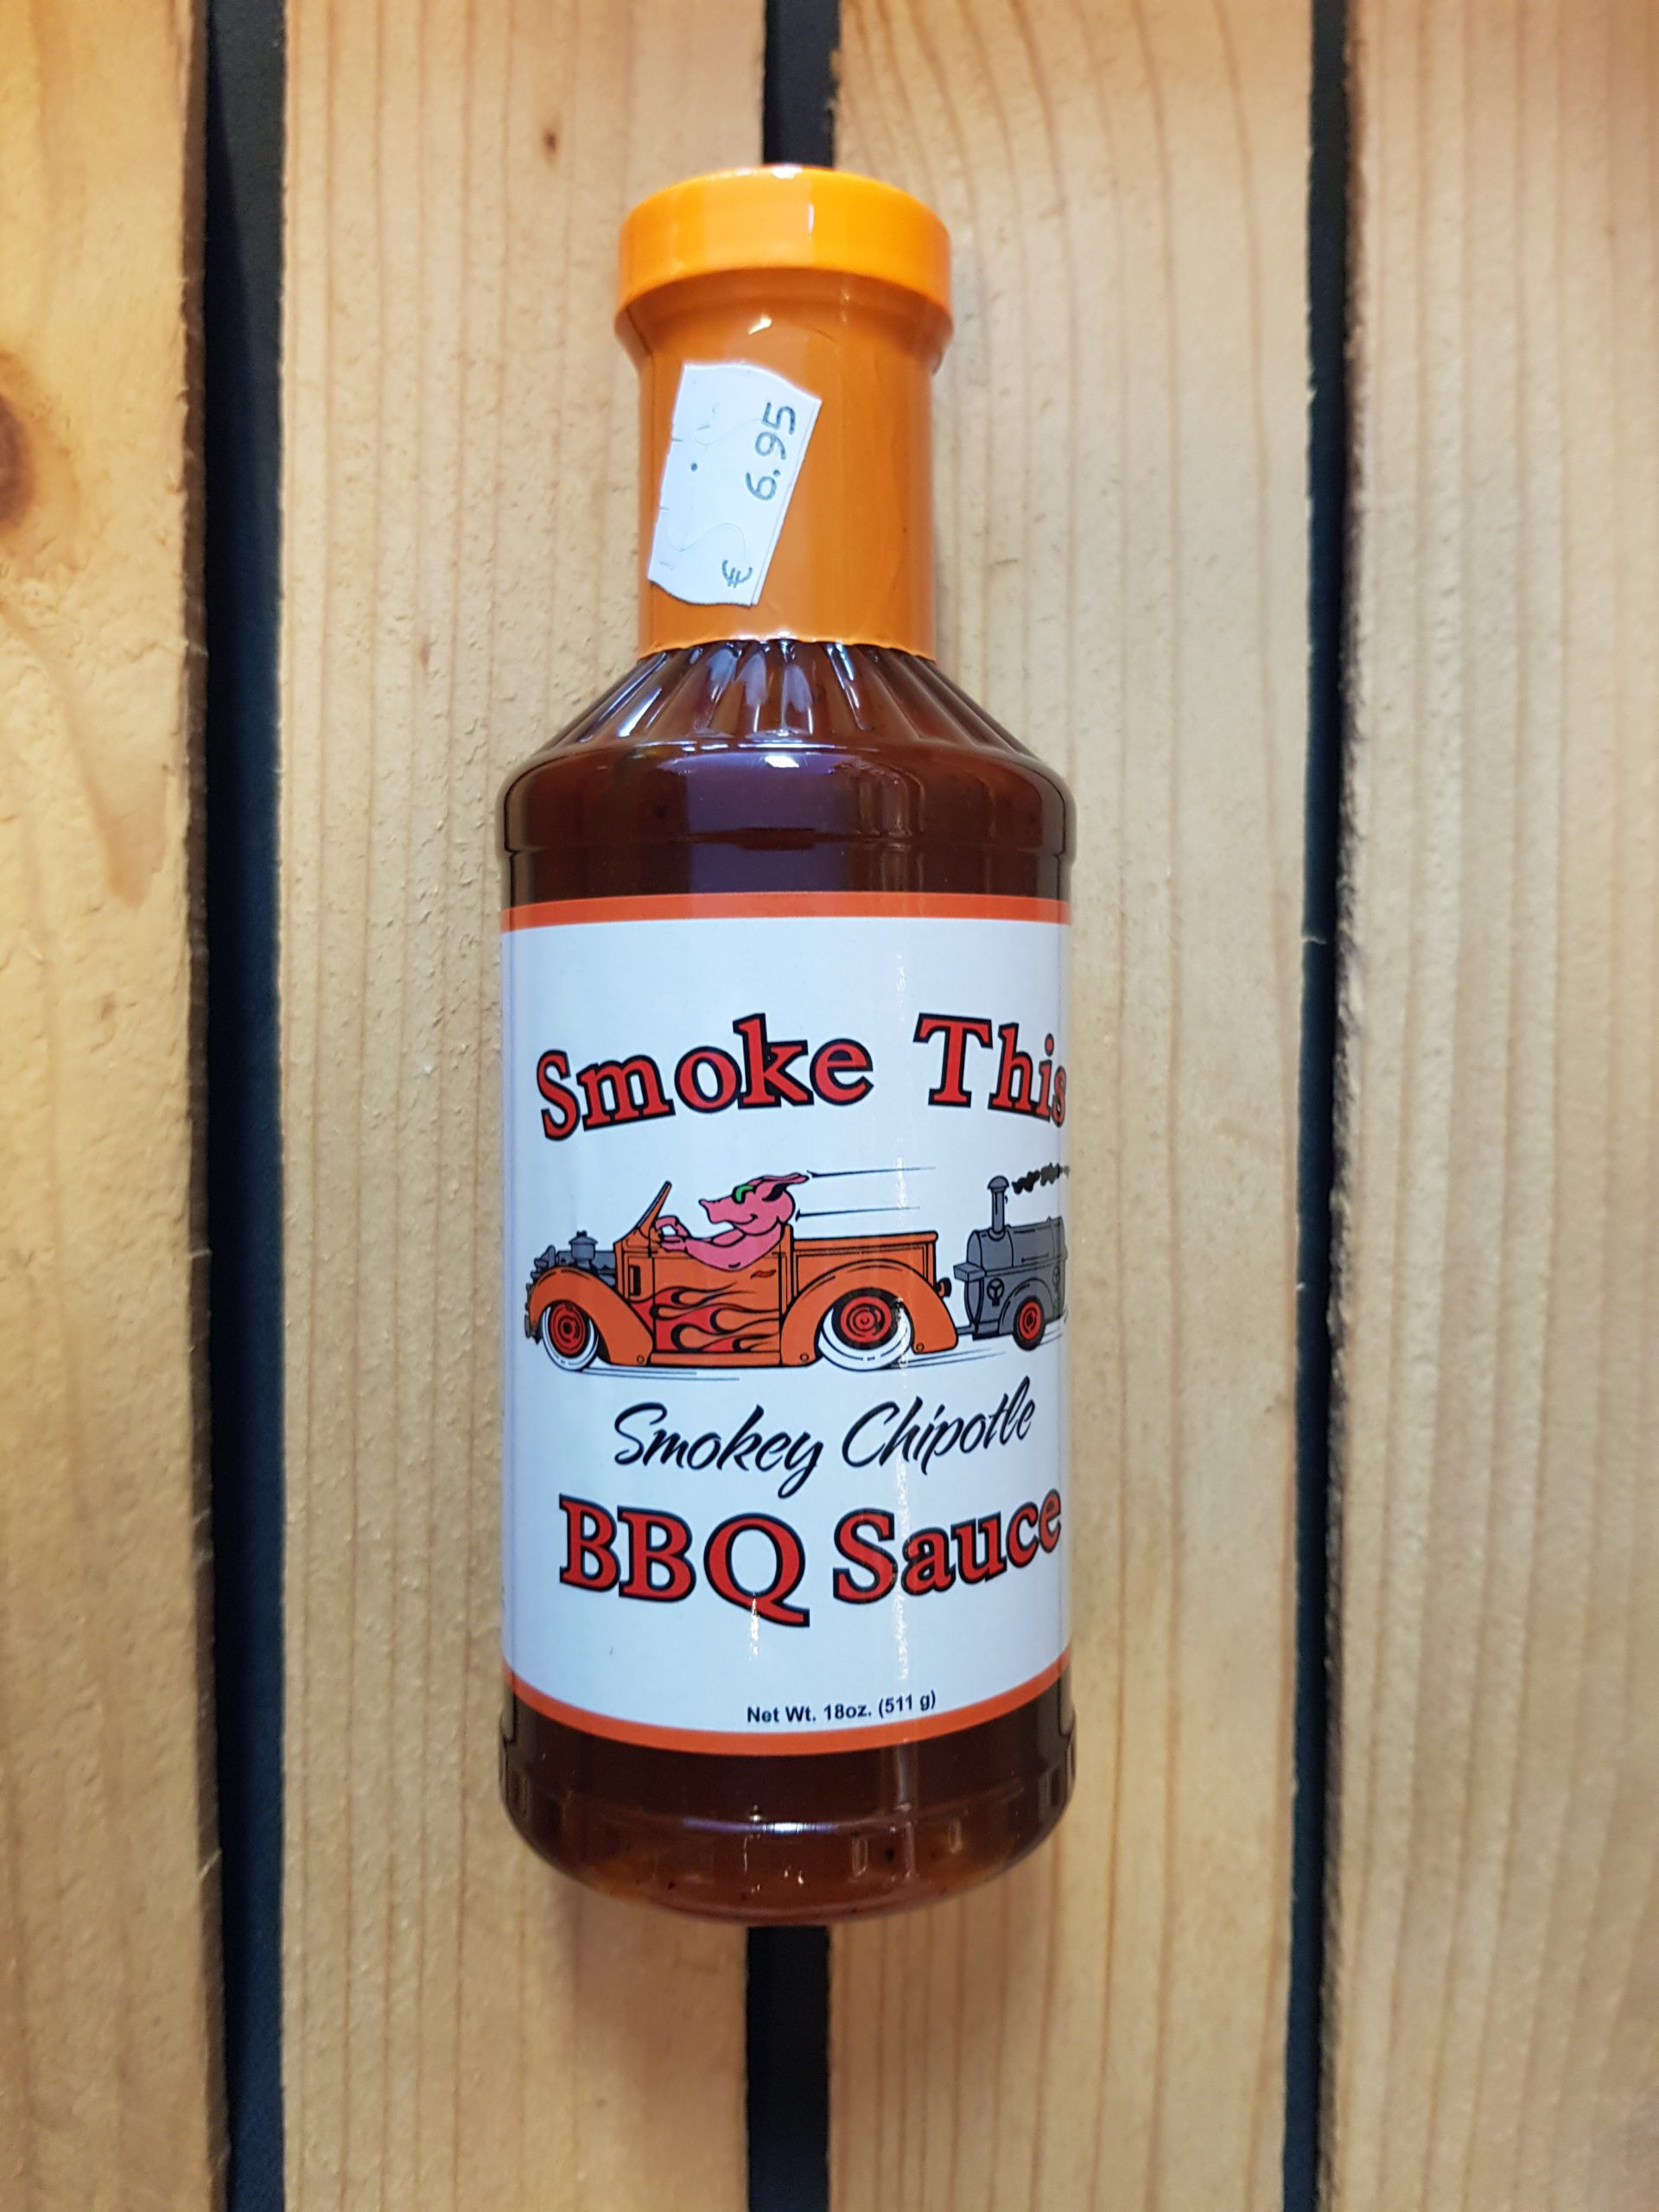 € 6.95
Smoke This
Smokey Chipotle
BBQ Sauce
Net Wt. 18oz. (511 g)